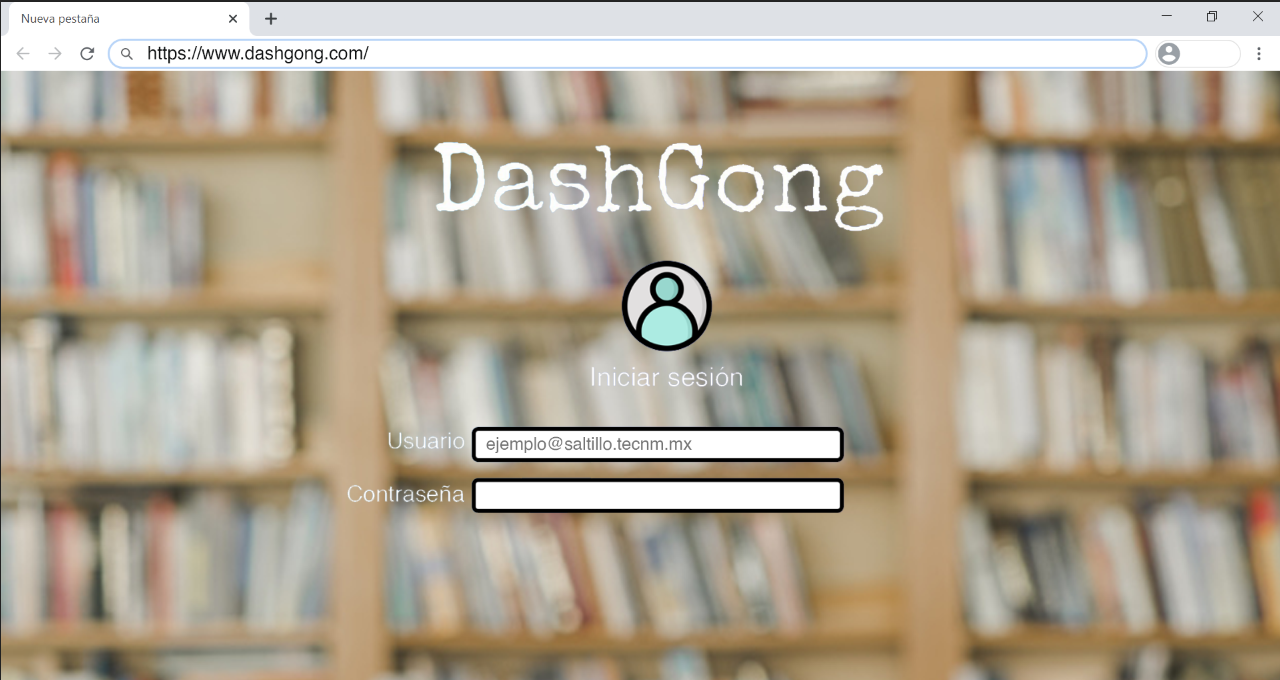 Nueva pestaña
https://www.dashgong.com/
DashGong
Iniciar sesión
Usuario ejemplo@saltillo.tecnm.mx
Contraseña